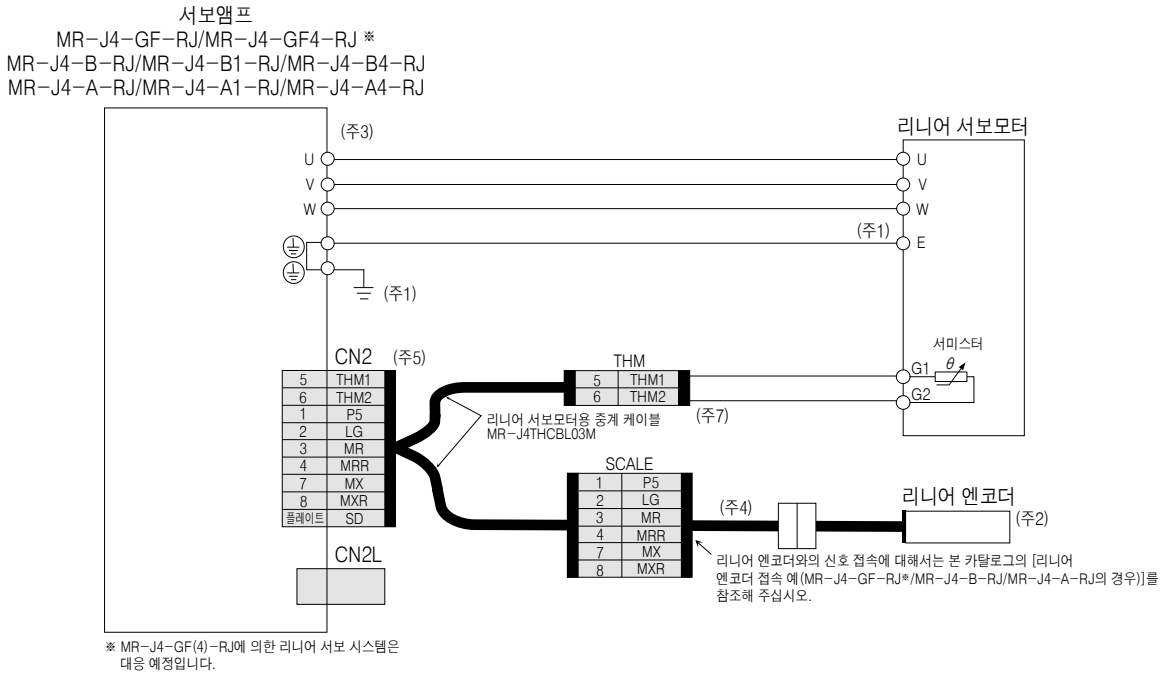 서보앰프
MR-J4-GF-RJ/MR-J4-GF4-RJ ※
MR-J4-B-RJ/MR-J4-B1-RJ/MR-J4-B4-RJ
MR-J4-A-RJ/MR-J4-A1-RJ/MR-J4-A4-RJ
(주3)
리니어 서보모터
U U
V V
W W
(주1) E
(주1)
서미스터
θ
G1
G2
CN2 (주5)
5 THM1
6 THM2
1 P5
2 LG
3 MR
4 MRR
7 MX
8 MXR
플레이트 SD
THM
5 THM1
6 THM2
(주7)
리니어 서보모터용 중계 케이블
MR-J4THCBL03M
SCALE
1 P5
2 LG
3 MR
4 MRR
7 MX
8 MXR
(주4)
리니어 엔코더
(주2)
리니어 엔코더와의 신호 접속에 대해서는 본 카탈로그의 [리니어
엔코더 접속 예(MR-J4-GF-RJ※/MR-J4-B-RJ/MR-J4-A-RJ의 경우)]를
참조해 주십시오.
CN2L
※ MR-J4-GF(4)-RJ에 의한 리니어 서보 시스템은
대응 예정입니다.